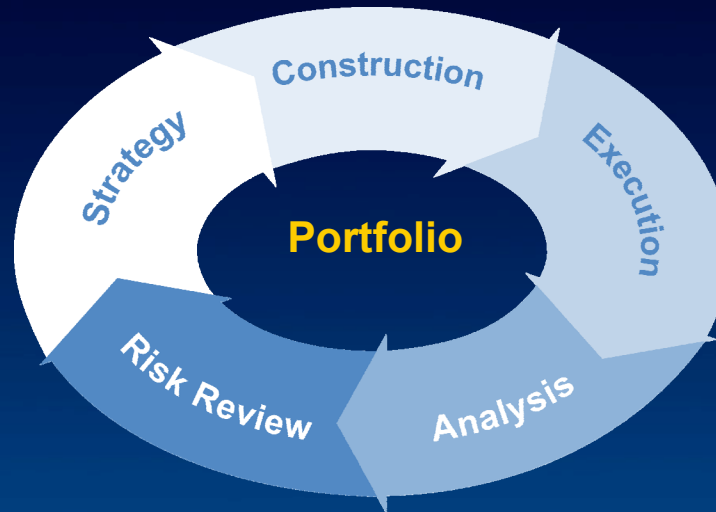 Construction
Strategy
Execution
Portfolio
Risk Review
Analysis